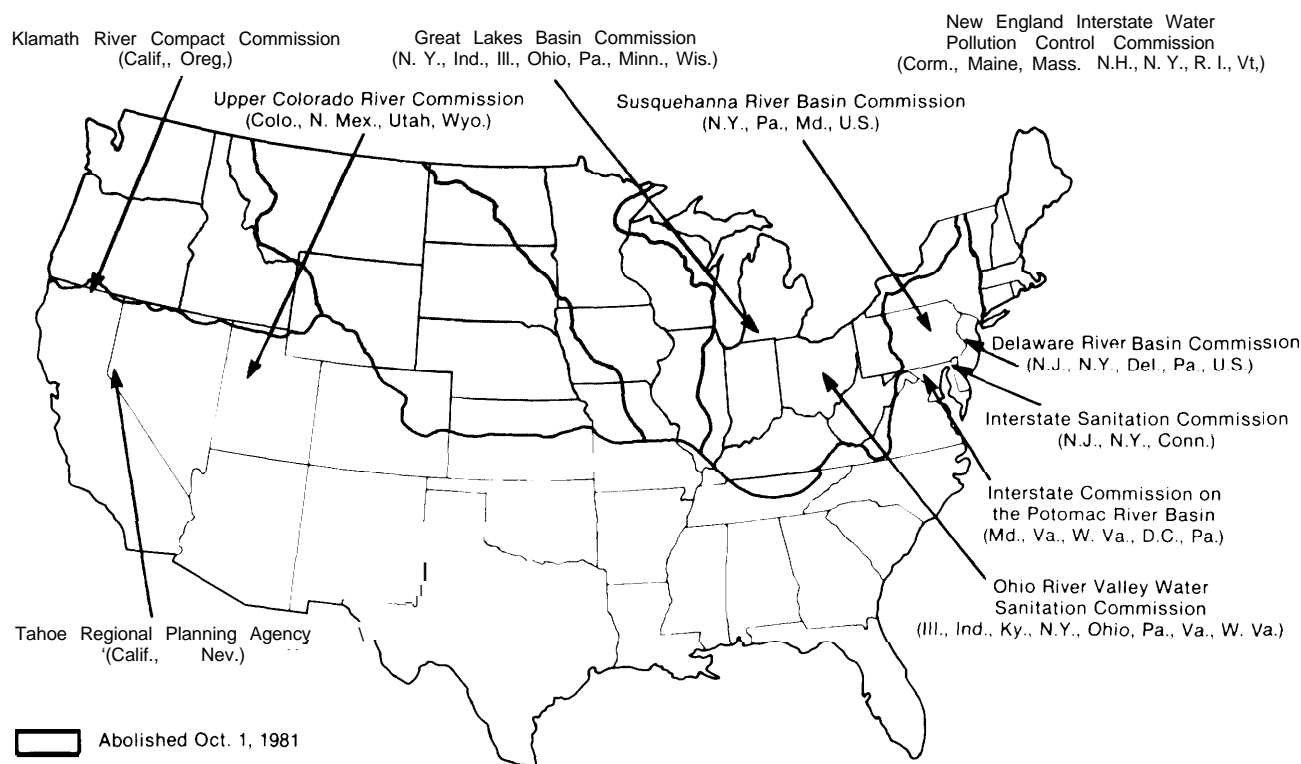 Klamath River Compact Commission
(Calif,, Oreg,)
Great Lakes Basin Commission
(N. Y., Ind., Ill., Ohio, Pa., Minn., Wis.)
New England Interstate Water
Pollution Control Commission
(Corm., Maine, Mass. N.H., N. Y., R. I., Vt,)
Upper Colorado River Commission
(Colo., N. Mex., Utah, Wyo.)
Susquehanna River Basin Commission
(N.Y., Pa., Md., U.S.)
Delaware River Basin Commission
(N.J., N.Y., Del., Pa., U.S.)
Interstate Sanitation Commission
(N.J., N.Y., Conn.)
Interstate Commission on
the Potomac River Basin
(Md., Va., W. Va., D.C., Pa.)
Ohio River Valley Water
Sanitation Commission
(Ill., Ind., Ky., N.Y., Ohio, Pa., Va., W. Va.)
Tahoe Regional Planning Agency
‘(Calif., Nev.)
Abolished Oct. 1, 1981